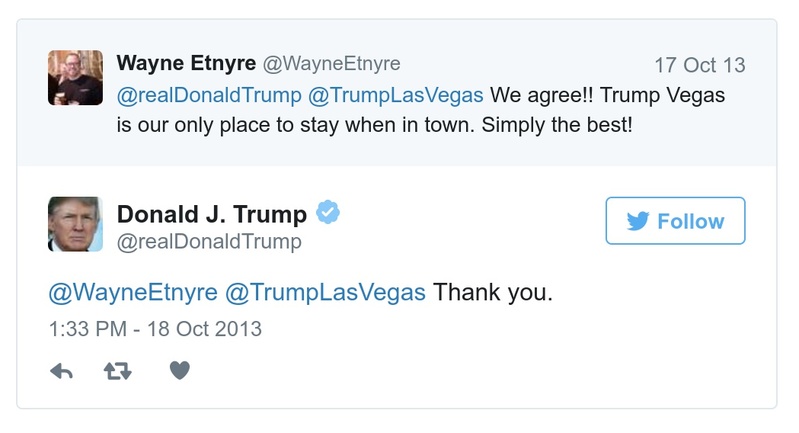 Wayne Etnyre @WayneEtnyre 17 Oct 13
@realDonaldTrump @TrumpLasVegas We agree!! Trump Vegas
is our only place to stay when in town. Simply the best!
Donald J. Trump
Follow
@realDonaldTrump
@WayneEtnyre @TrumpLasVegas Thank you.
1:33 PM - 18 Oct 2013